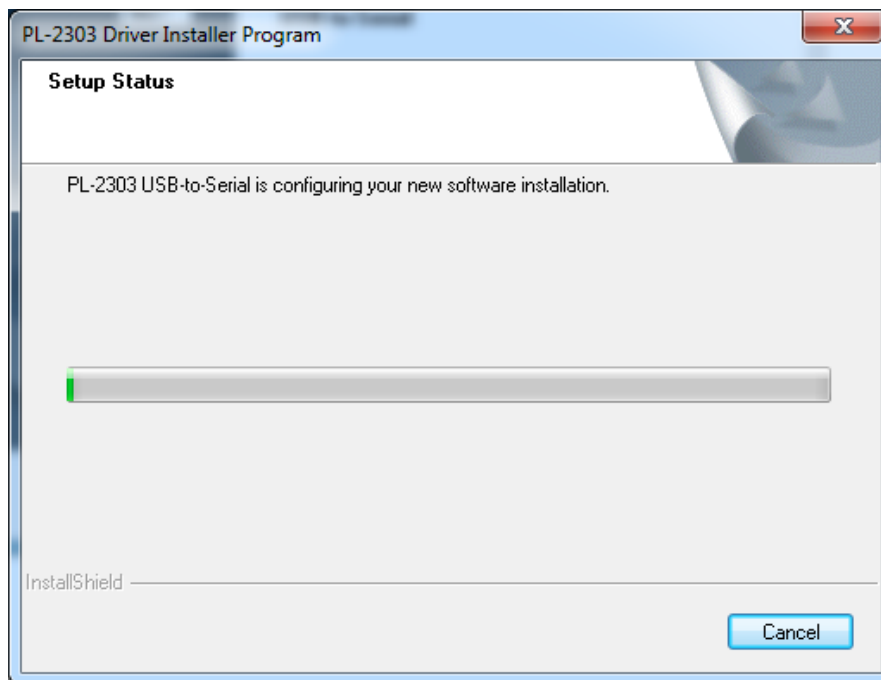 PL-2303 Driver Installer Program
Setup Status
PL-2303 USB-to-Serial is configuring your new software installation.
InstallShield
Cancel